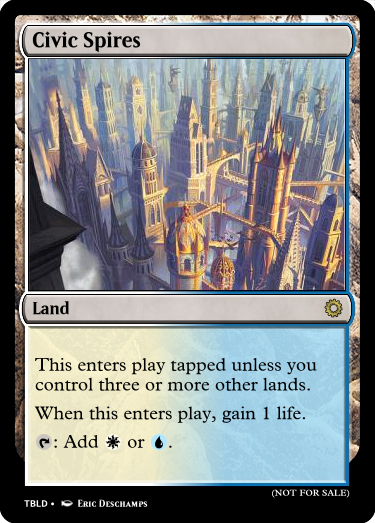 Civic Spires
Land
This enters play tapped unless you
control three or more other lands.
When this enters play, gain 1 life.
: Add or .
(NOT FOR SALE)
TBLD • Eric Deschamps